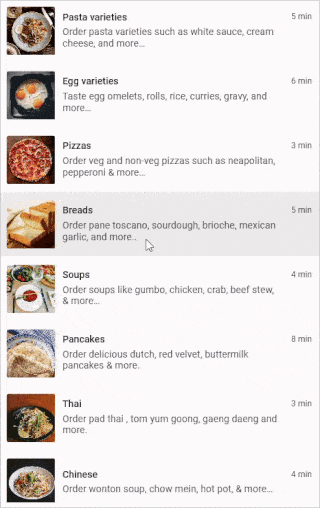 Pasta varieties 5 min
Order pasta varieties such as white sauce, cream
cheese, and more...
Egg varieties 6 min
Taste egg omelets, rolls, rice, curries, gravy, and
more...
Pizzas 3 min
Order veg and non-veg pizzas such as neapolitan,
pepperoni & more...
Breads 5 min
Order pane toscano, sourdough, brioche, mexican
garlic, and more..
Soups 4 min
Order soups like gumbo, chicken, crab, beef stew,
& more...
Pancakes 8 min
Order delicious dutch, red velvet, buttermilk
pancakes & more.
Thai 3 min
Order pad thai , tom yum goong, gaeng daeng and
more.
Chinese 4 min
Order wonton soup, chow mein, hot pot, & more...